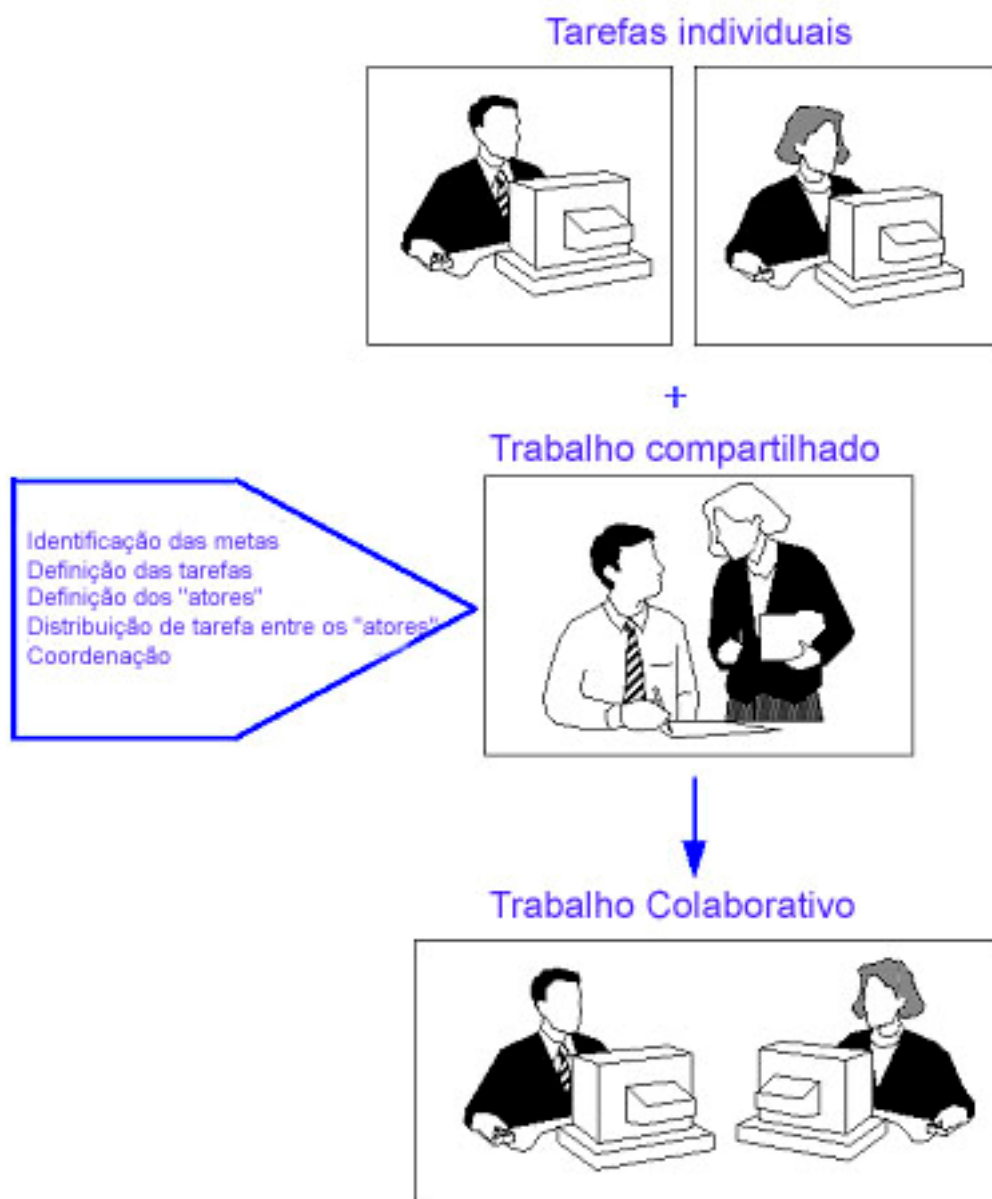 Tarefas individuais
+
Trabalho compartilhado
Identificação das metas
Definição das tarefas
Definição dos "atores"
Distribuição de tarefa entre os "atores"
Coordenação
Trabalho Colaborativo